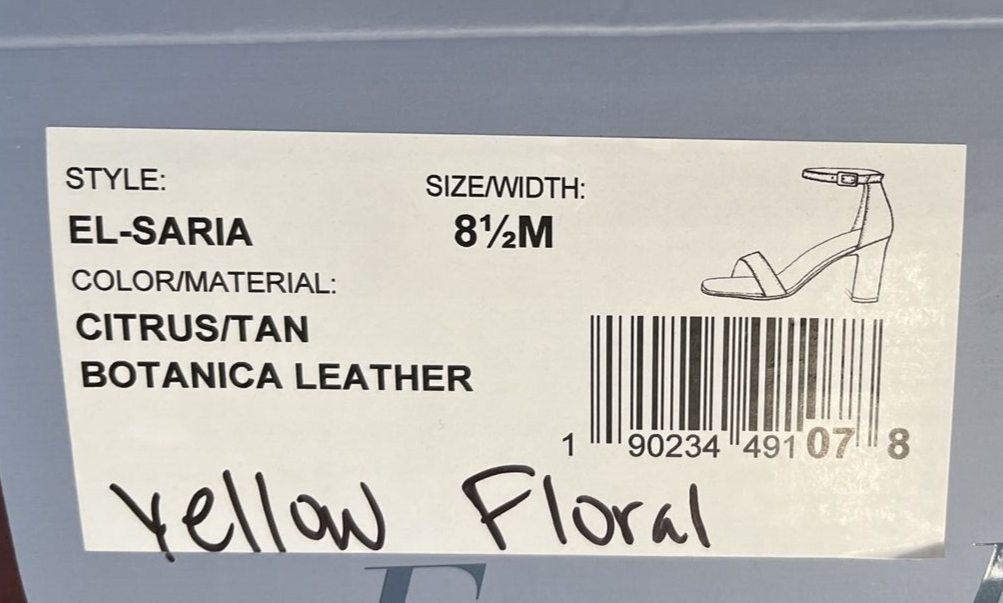 STYLE:
SIZE/WIDTH:
EL-SARIA
8½M
COLOR/MATERIAL:
CITRUS/TAN
BOTANICA LEATHER
1 90234 49107 8
Yellow Floral